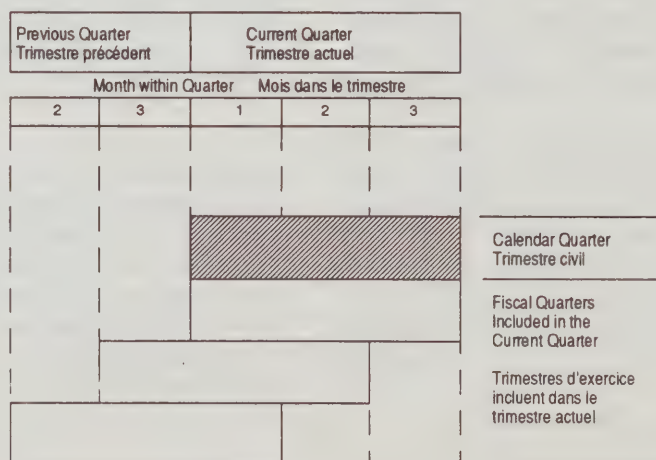 Previous Quarter
Trimestre précédent
Current Quarter
Trimestre actuel
Month within Quarter Mois dans le trimestre
2 3 1 2 3
Calendar Quarter
Trimestre civil
Fiscal Quarters
Included in the
Current Quarter
Trimestres d'exercice
incluent dans le
trimestre actuel